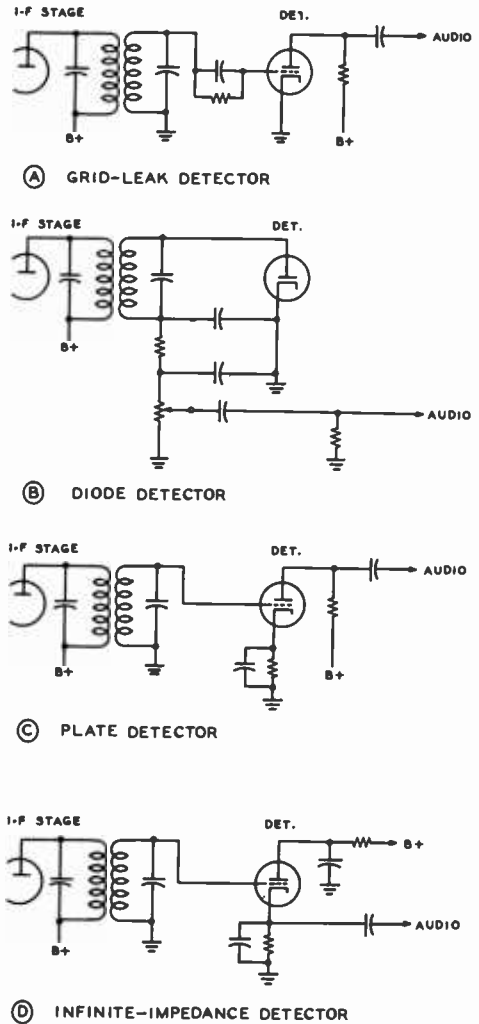 I-F STAGE
DET.
AUDIO
B+
B+
A GRID-LEAK DETECTOR
I-F STAGE
DET.
B+
AUDIO
B DIODE DETECTOR
I-F STAGE
DET.
AUDIO
B+
B+
C PLATE DETECTOR
I-F STAGE
DET.
B+
AUDIO
B+
D INFINITE-IMPEDANCE DETECTOR